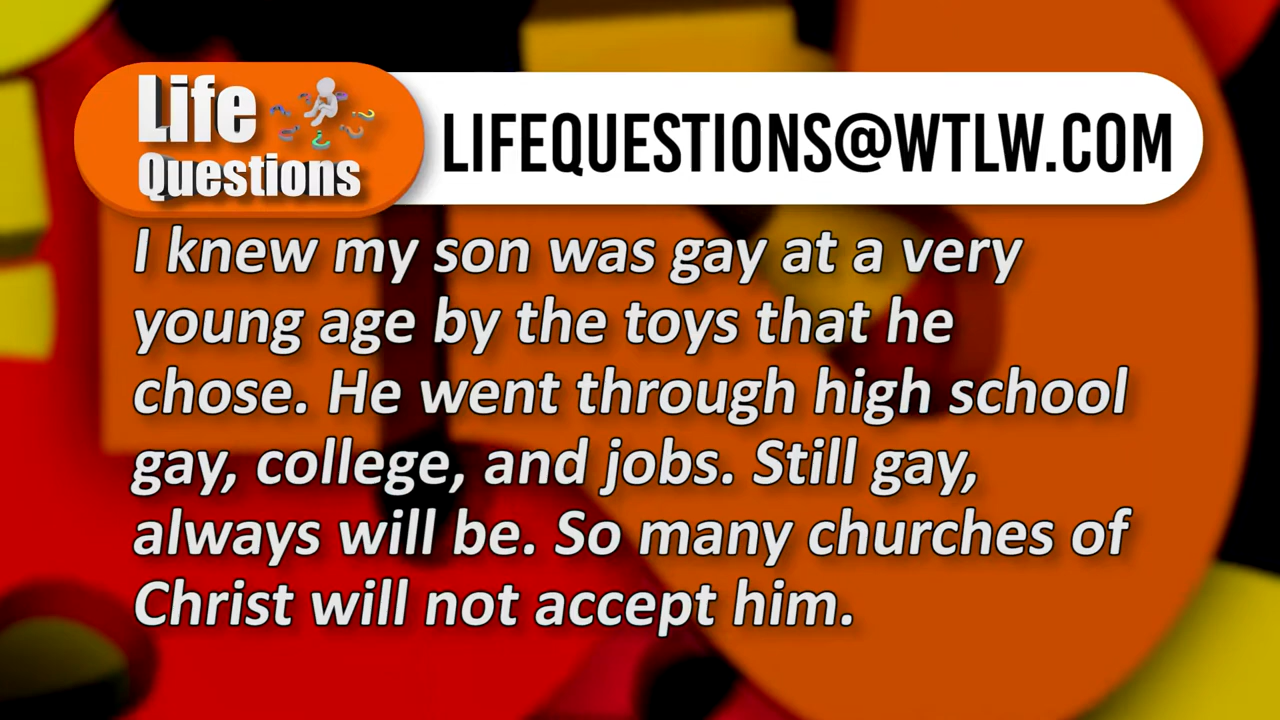 Life
Questions
LIFEQUESTIONS@WTLW.COM
I knew my son was gay at a very
young age by the toys that he
chose. He went through high school
gay, college, and jobs. Still gay,
always will be. So many churches of
Christ will not accept him.